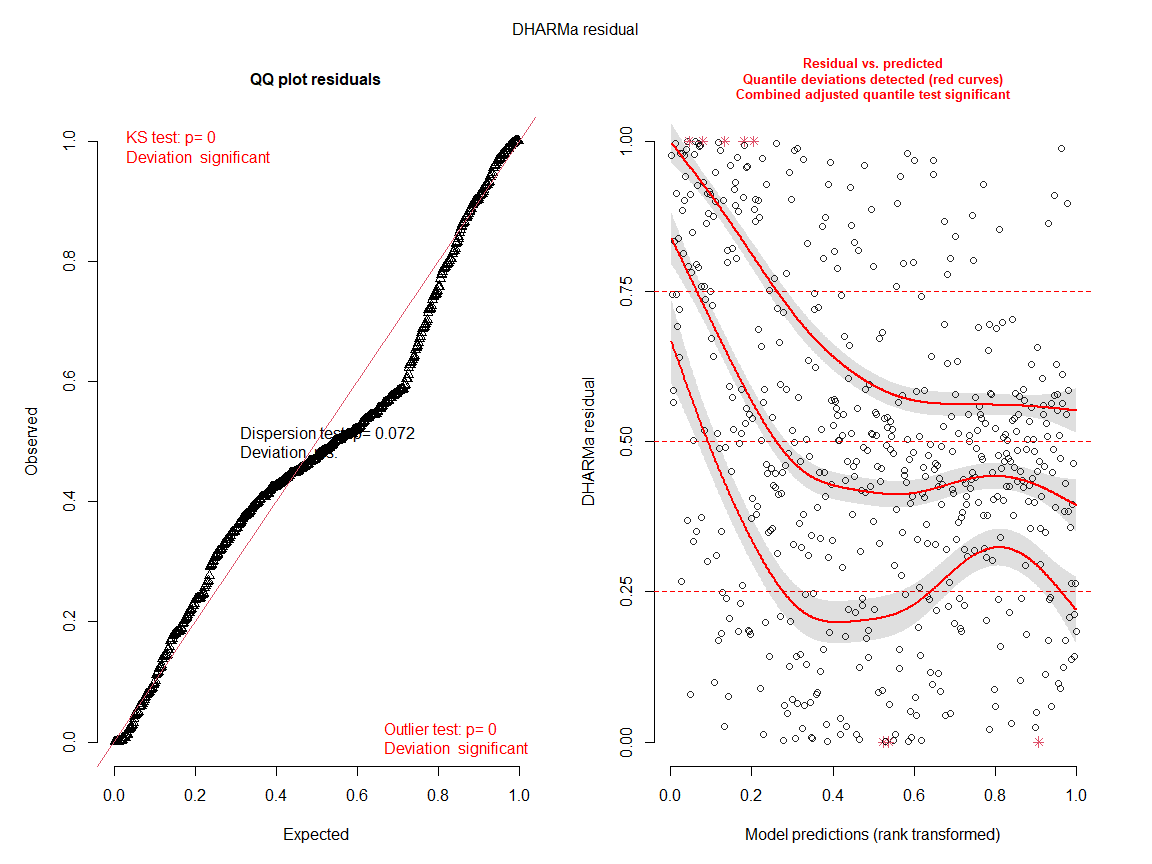 DHARMa residual
QQ plot residuals
KS test: p= 0
Deviation significant
Dispersion test: p= 0.072
Deviation n.s.
Outlier test: p= 0
Deviation significant
Observed
0.0
0.2
0.4
0.6
0.8
1.0
0.0 0.2 0.4 0.6 0.8 1.0
Expected
Residual vs. predicted
Quantile deviations detected (red curves)
Combined adjusted quantile test significant
DHARMa residual
0.00
0.25
0.50
0.75
1.00
0.0 0.2 0.4 0.6 0.8 1.0
Model predictions (rank transformed)